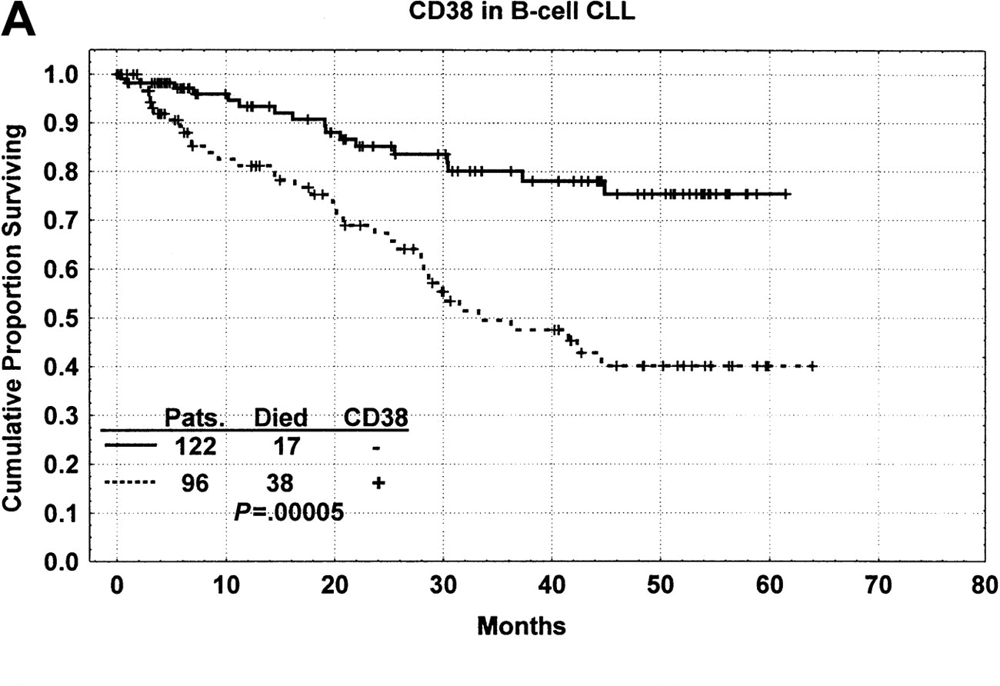 A
CD38 in B-cell CLL
Cumulative Proportion Surviving
1.0
0.9
0.8
0.7
0.6
0.5
0.4
0.3
0.2
0.1
0.0
Pats. Died CD38
122 17 -
96 38 +
P=.00005
0 10 20 30 40 50 60 70 80
Months